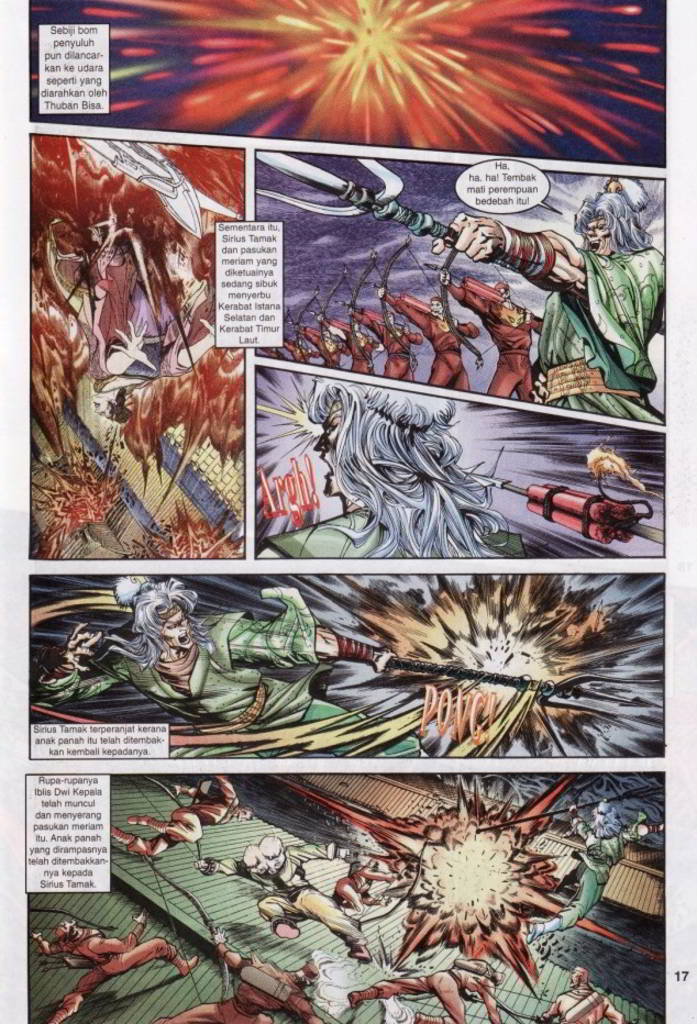 Sebiji bom
penyuluh
pun dilancar-
kan ke udara
seperti yang
diarahkan oleh
Thuban Bisa.
Sementara itu,
Sirius Tamak
dan pasukan
meriam yang
diketuainya
sedang sibuk
menyerbu
Kerabat Istana
Selatan dan
Kerabat Timur
Laut.
Ha,
ha, ha! Tembak
mati perempuan
bedebah itu!
Argh!
POVG!
Sirius Tamak terperanjat kerana
anak panah itu telah ditembak-
kan kembali kepadanya.
Rupa-rupanya
Iblis Dwi Kepala
telah muncul
dan menyerang
pasukan meriam
itu. Anak panah
yang dirampasnya
telah ditembakkan-
nya kepada
Sirius Tamak.
17